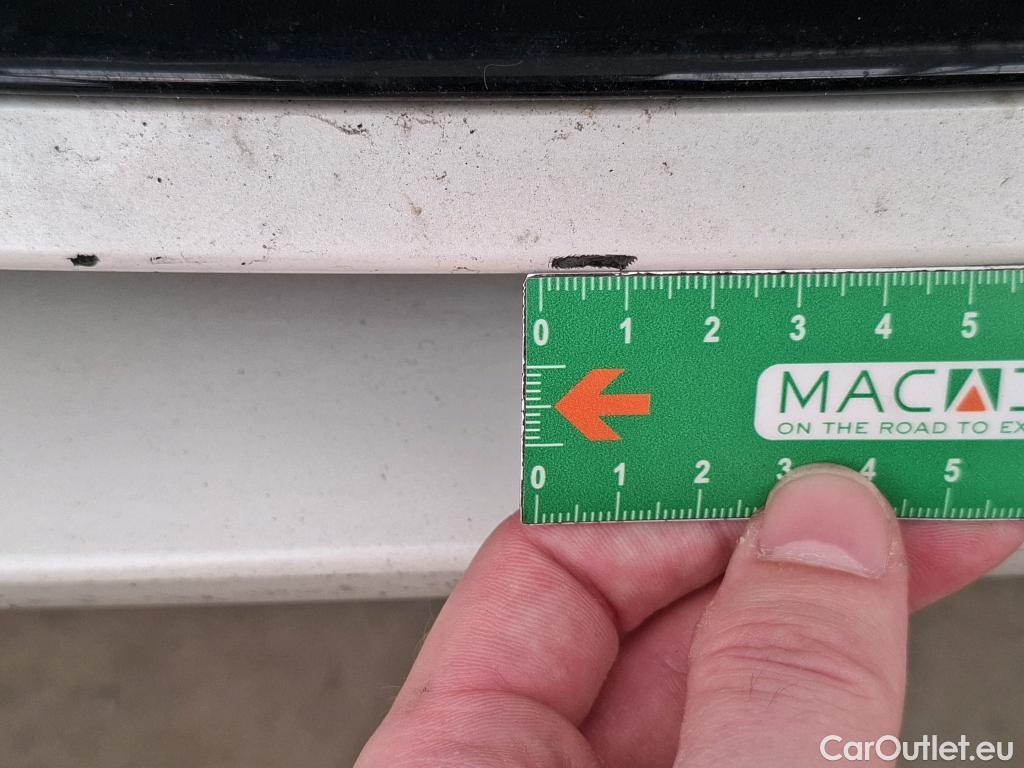 0 1 2 3 4 5
MAC
ON THE ROAD TO EX
0 1 2 3 4 5
CarOutlet.eu